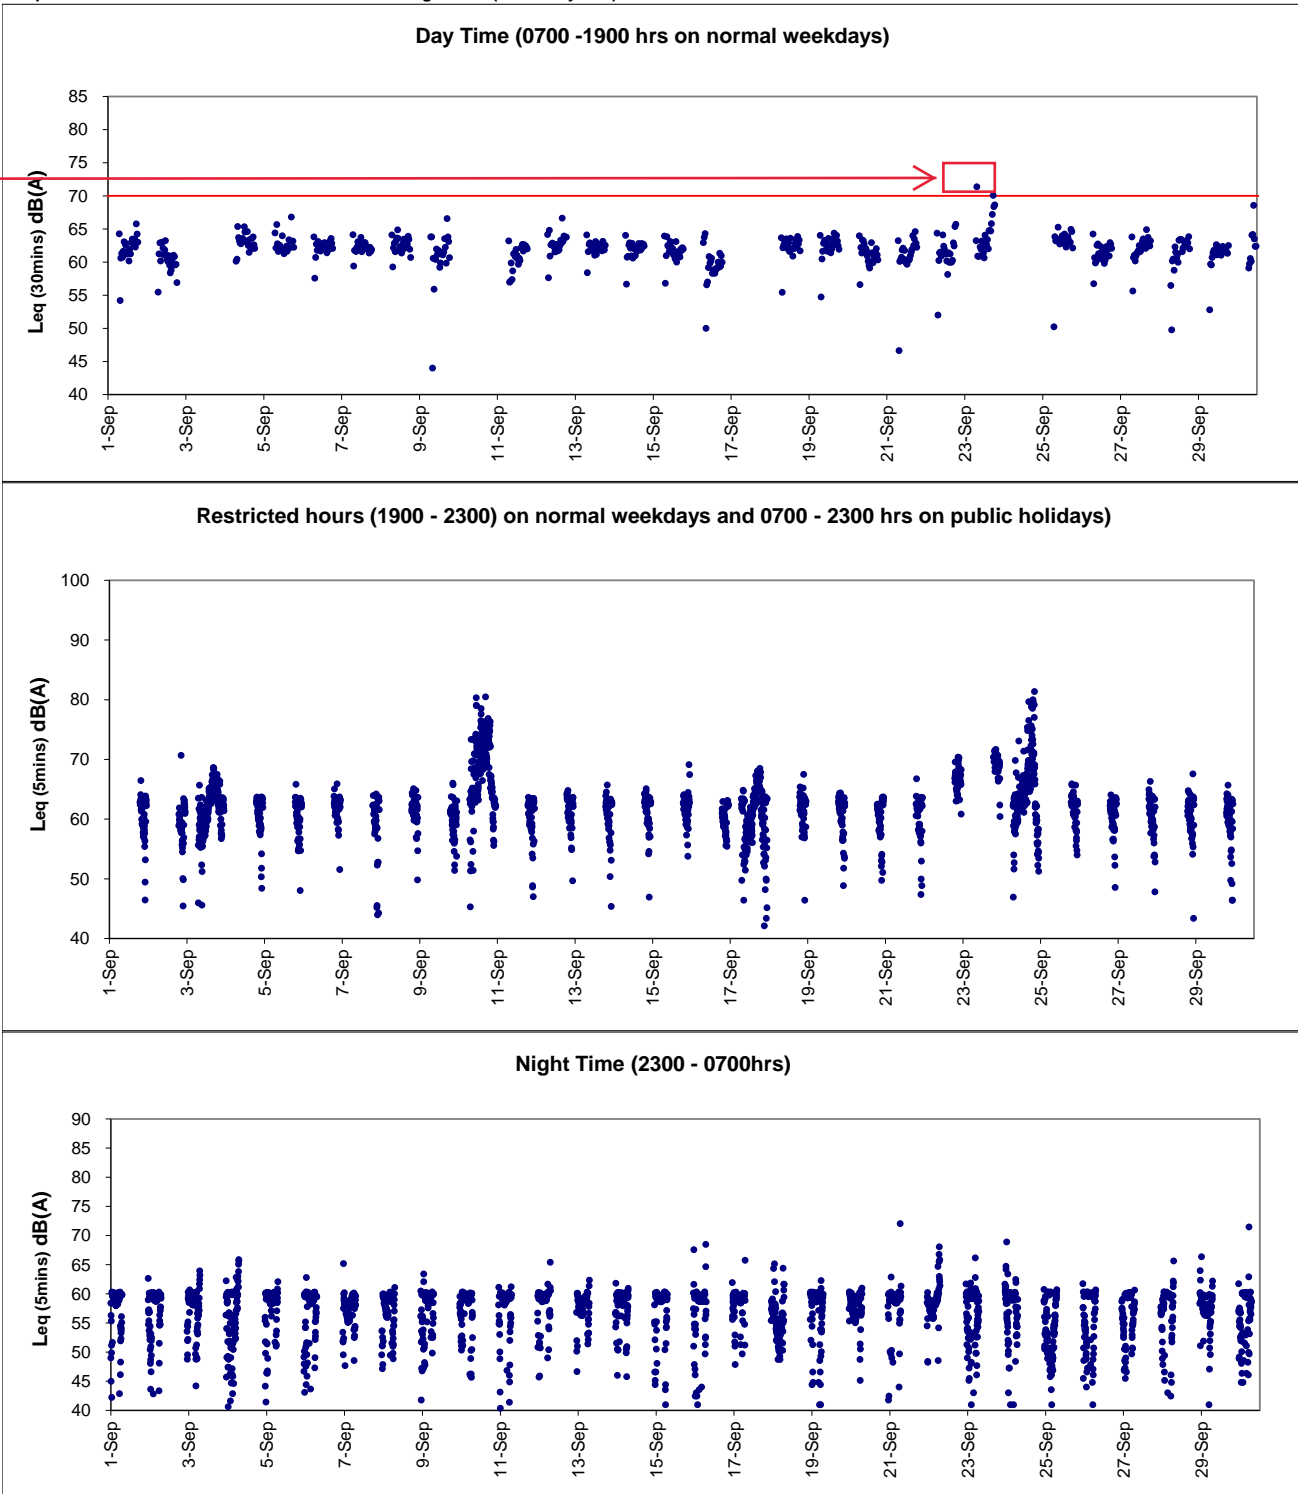 Day Time (0700 -1900 hrs on normal weekdays)
85
80
75
70
65
60
55
50
45
40
Leq (30mins) dB(A)
1-Sep
3-Sep
5-Sep
7-Sep
9-Sep
11-Sep
13-Sep
15-Sep
17-Sep
19-Sep
21-Sep
23-Sep
25-Sep
27-Sep
29-Sep
Restricted hours (1900 - 2300) on normal weekdays and 0700 - 2300 hrs on public holidays)
100
90
80
70
60
50
40
Leq (5mins) dB(A)
1-Sep
3-Sep
5-Sep
7-Sep
9-Sep
11-Sep
13-Sep
15-Sep
17-Sep
19-Sep
21-Sep
23-Sep
25-Sep
27-Sep
29-Sep
Night Time (2300 - 0700hrs)
90
85
80
75
70
65
60
55
50
45
40
Leq (5mins) dB(A)
1-Sep
3-Sep
5-Sep
7-Sep
9-Sep
11-Sep
13-Sep
15-Sep
17-Sep
19-Sep
21-Sep
23-Sep
25-Sep
27-Sep
29-Sep